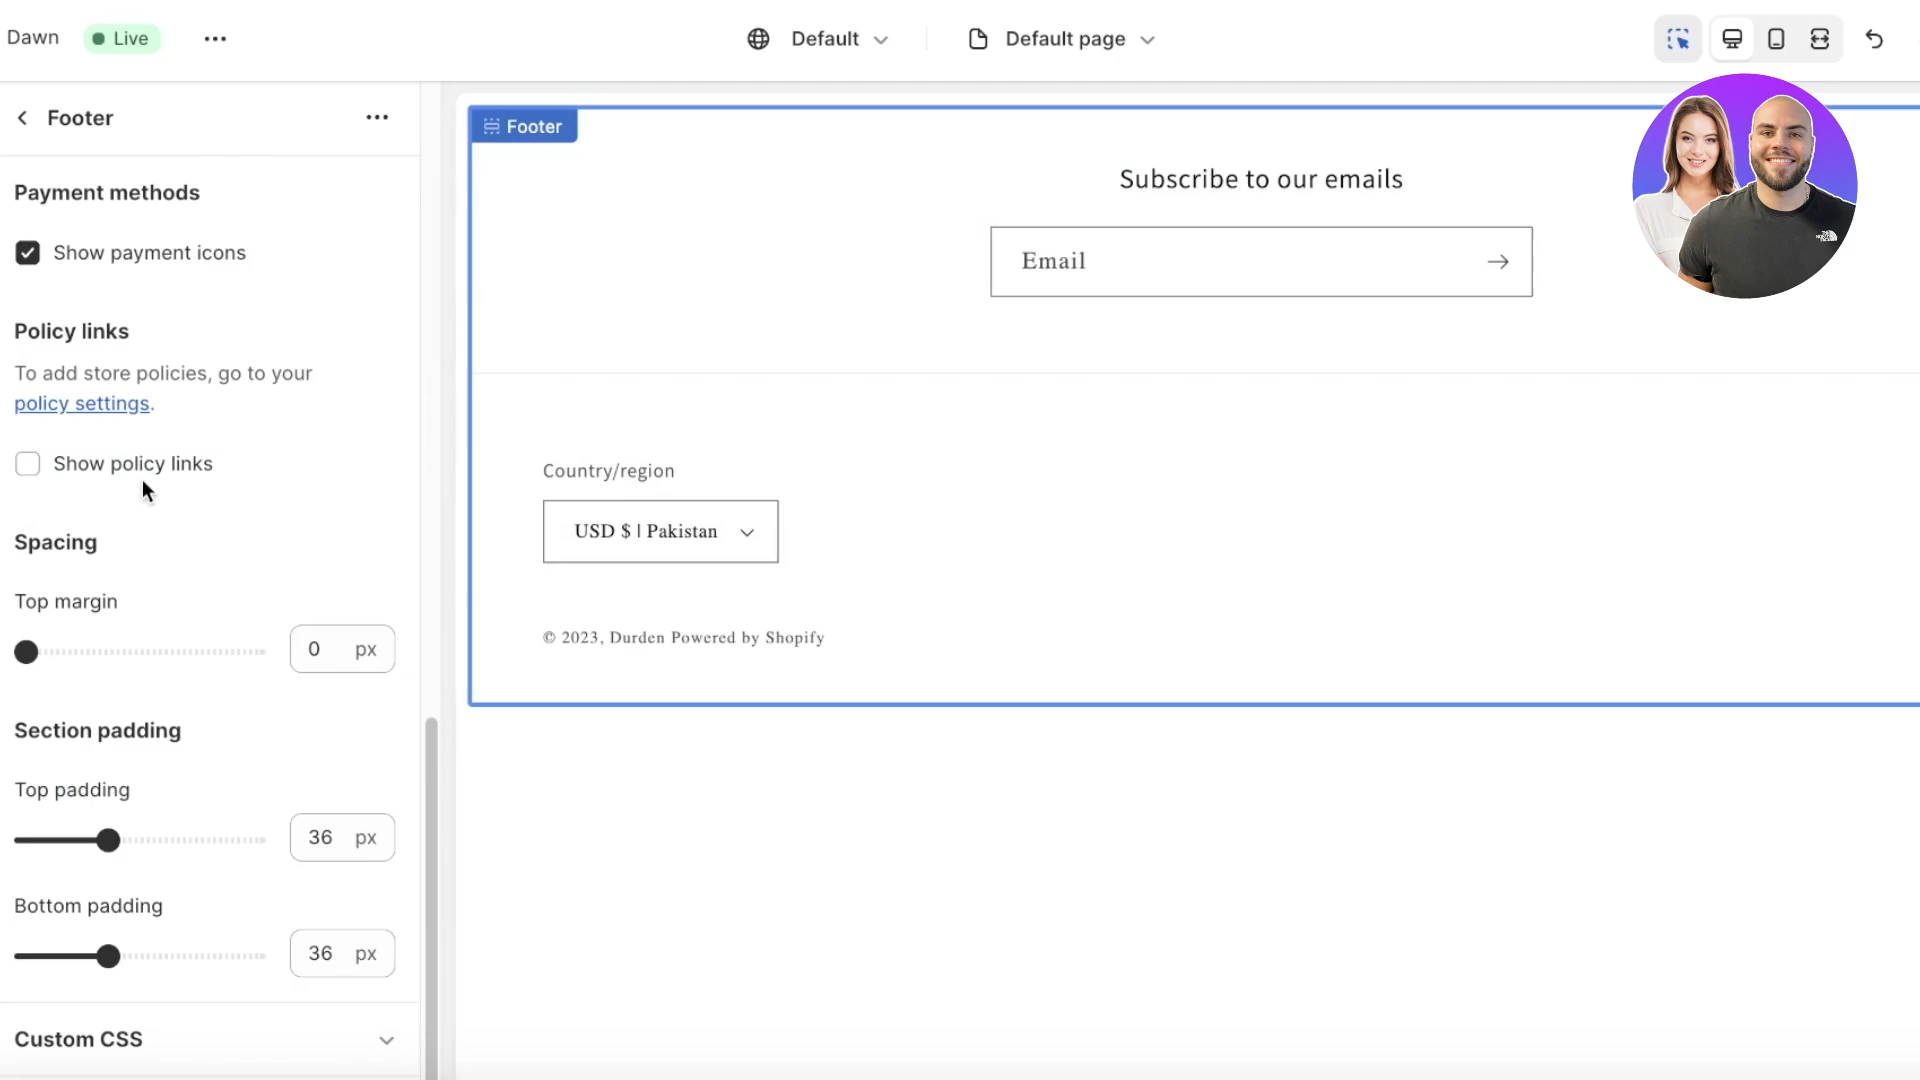 Dawn
Live
Default
Default page
Footer
Payment methods
Show payment icons
Policy links
To add store policies, go to your
policy settings.
Show policy links
Spacing
Top margin
0 px
Section padding
Top padding
36 px
Bottom padding
36 px
Custom CSS
Footer
Subscribe to our emails
Email
Country/region
USD $ | Pakistan
© 2023, Durden Powered by Shopify
THE
NORTH
FACE